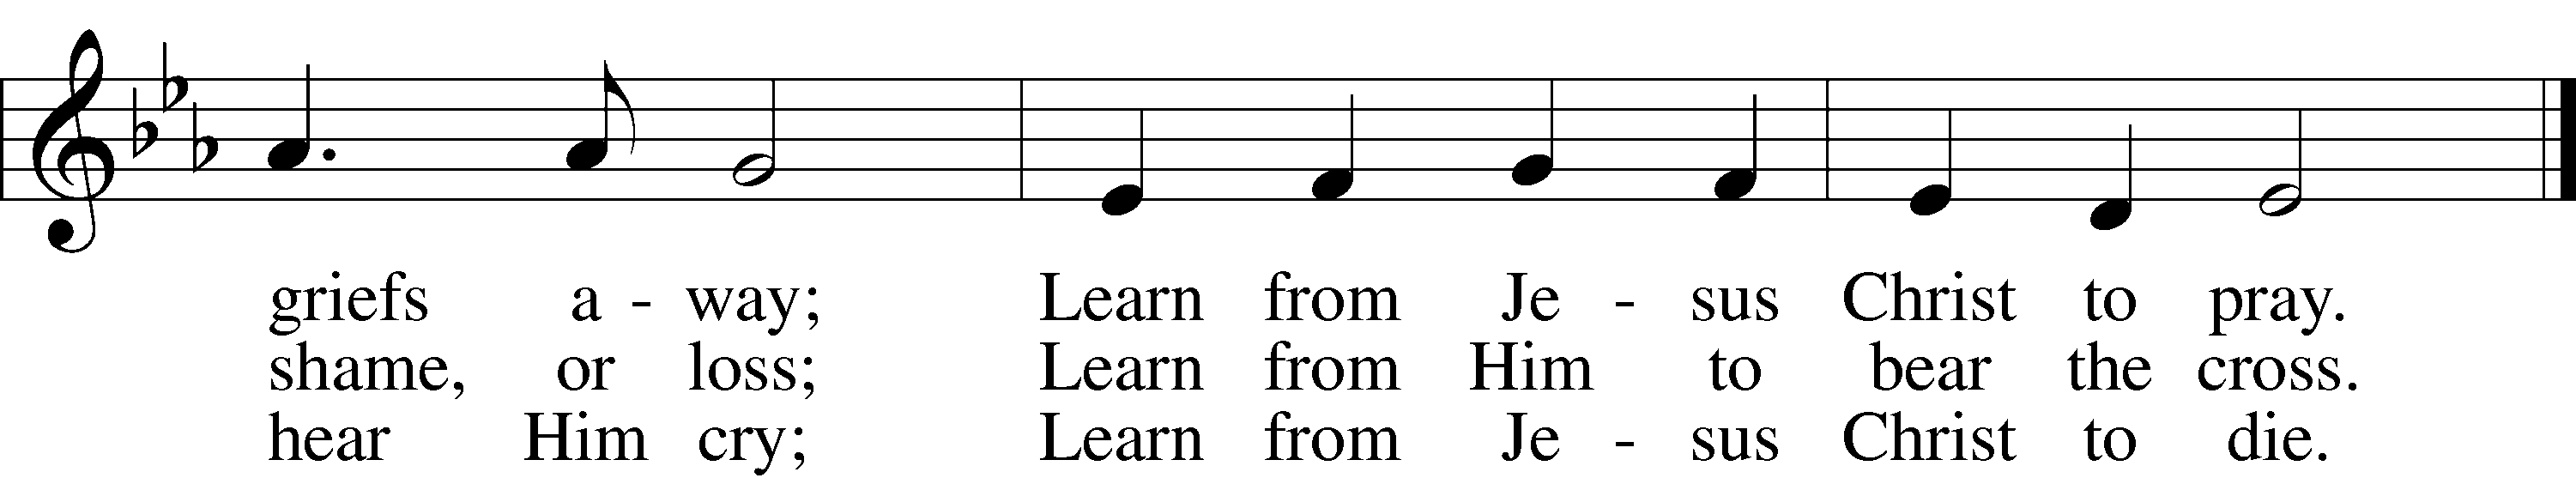 griefs a - way; Learn from Je - sus Christ to pray.
shame, or loss; Learn from Him to bear the cross.
hear Him cry; Learn from Je - sus Christ to die.